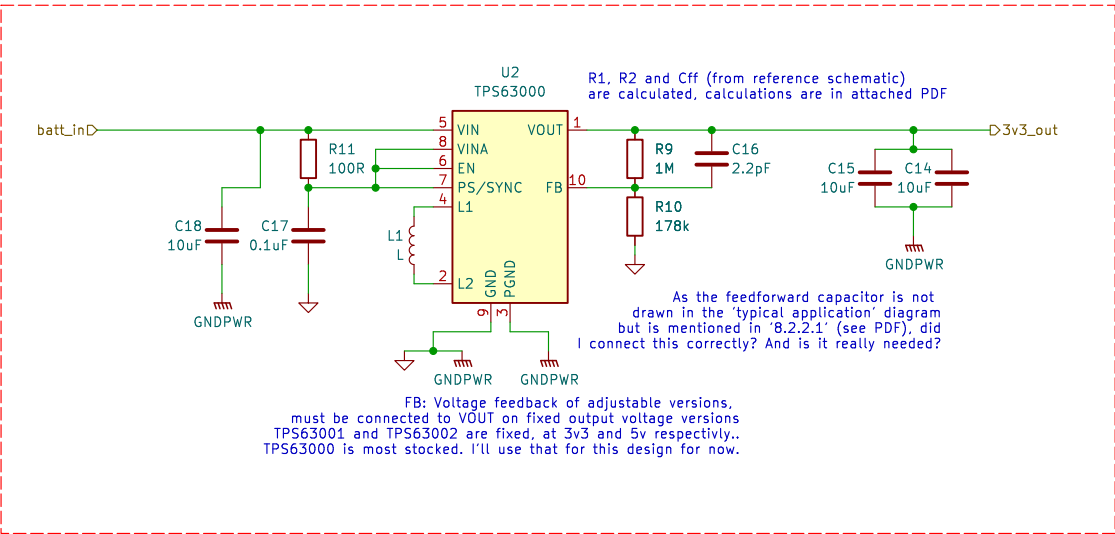 U2
TPS63000
R1, R2 and Cff (from reference schematic)
are calculated, calculations are in attached PDF
batt_in
5
VIN
VOUT
1
3v3_out
8
VINA
R11
100R
6
EN
R9
1M
C16
2.2pF
7
PS/SYNC
FB
10
C15
10uF
C14
10uF
4
L1
R10
178k
C18
10uF
C17
0.1uF
L1
L
2
L2
GND
PGND
9
3
GNDPWR
GNDPWR
GNDPWR
GNDPWR
As the feedforward capacitor is not
drawn in the 'typical application' diagram
but is mentioned in '8.2.2.1' (see PDF), did
I connect this correctly? And is it really needed?
FB: Voltage feedback of adjustable versions,
must be connected to VOUT on fixed output voltage versions
TPS63001 and TPS63002 are fixed, at 3v3 and 5v respectivly..
TPS63000 is most stocked. I'll use that for this design for now.